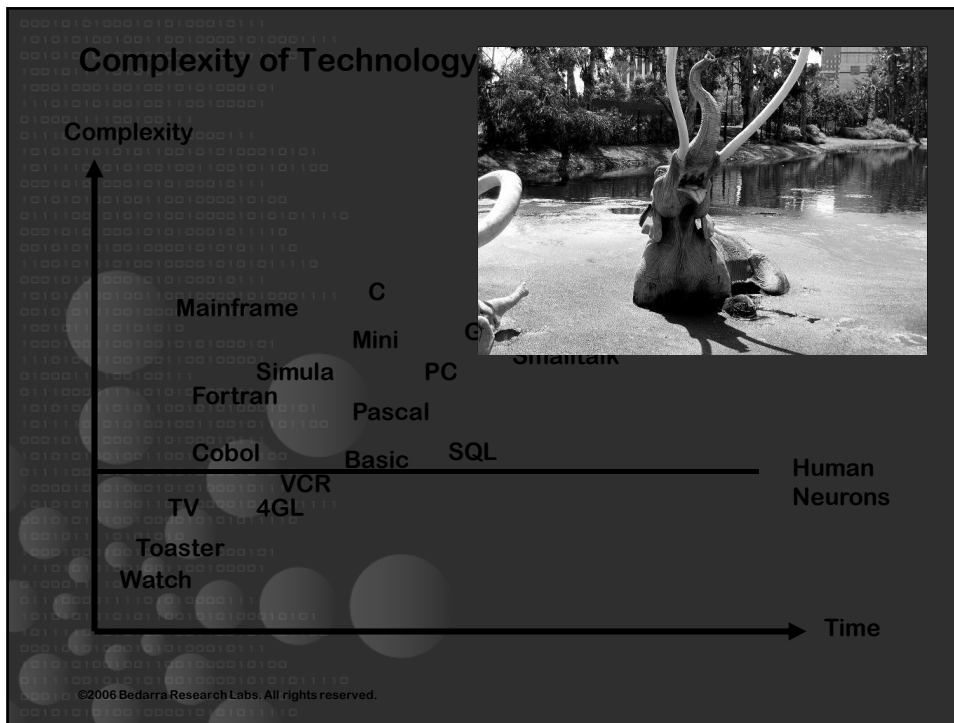 Complexity of Technology
Complexity
C
Mainframe
Mini
G
Smalltalk
Simula
PC
Fortran
Pascal
Cobol
Basic
SQL
Human
Neurons
VCR
TV
4GL
Toaster
Watch
Time
©2006 Bedarra Research Labs. All rights reserved.